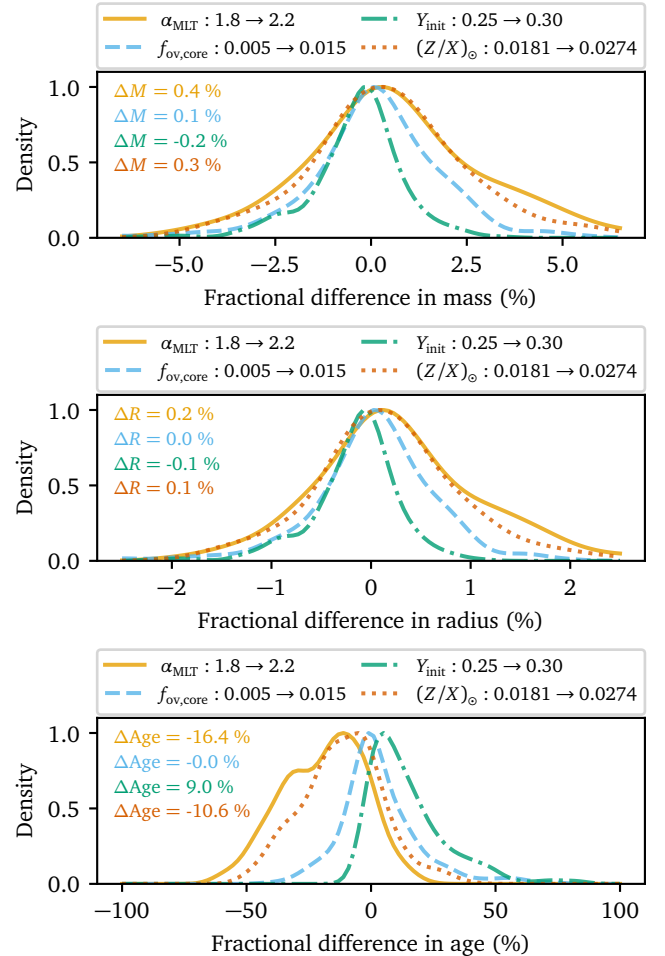 α_MLT : 1.8 → 2.2 Y_init : 0.25 → 0.30
f_ov,core : 0.005 → 0.015 (Z/X)_⊙ : 0.0181 → 0.0274
ΔM = 0.4 %
ΔM = 0.1 %
ΔM = -0.2 %
ΔM = 0.3 %
Density
1.0
0.5
0.0
−5.0 −2.5 0.0 2.5 5.0
Fractional difference in mass (%)
α_MLT : 1.8 → 2.2 Y_init : 0.25 → 0.30
f_ov,core : 0.005 → 0.015 (Z/X)_⊙ : 0.0181 → 0.0274
ΔR = 0.2 %
ΔR = 0.0 %
ΔR = -0.1 %
ΔR = 0.1 %
Density
1.0
0.5
0.0
−2 −1 0 1 2
Fractional difference in radius (%)
α_MLT : 1.8 → 2.2 Y_init : 0.25 → 0.30
f_ov,core : 0.005 → 0.015 (Z/X)_⊙ : 0.0181 → 0.0274
ΔAge = -16.4 %
ΔAge = -0.0 %
ΔAge = 9.0 %
ΔAge = -10.6 %
Density
1.0
0.5
0.0
−100 −50 0 50 100
Fractional difference in age (%)